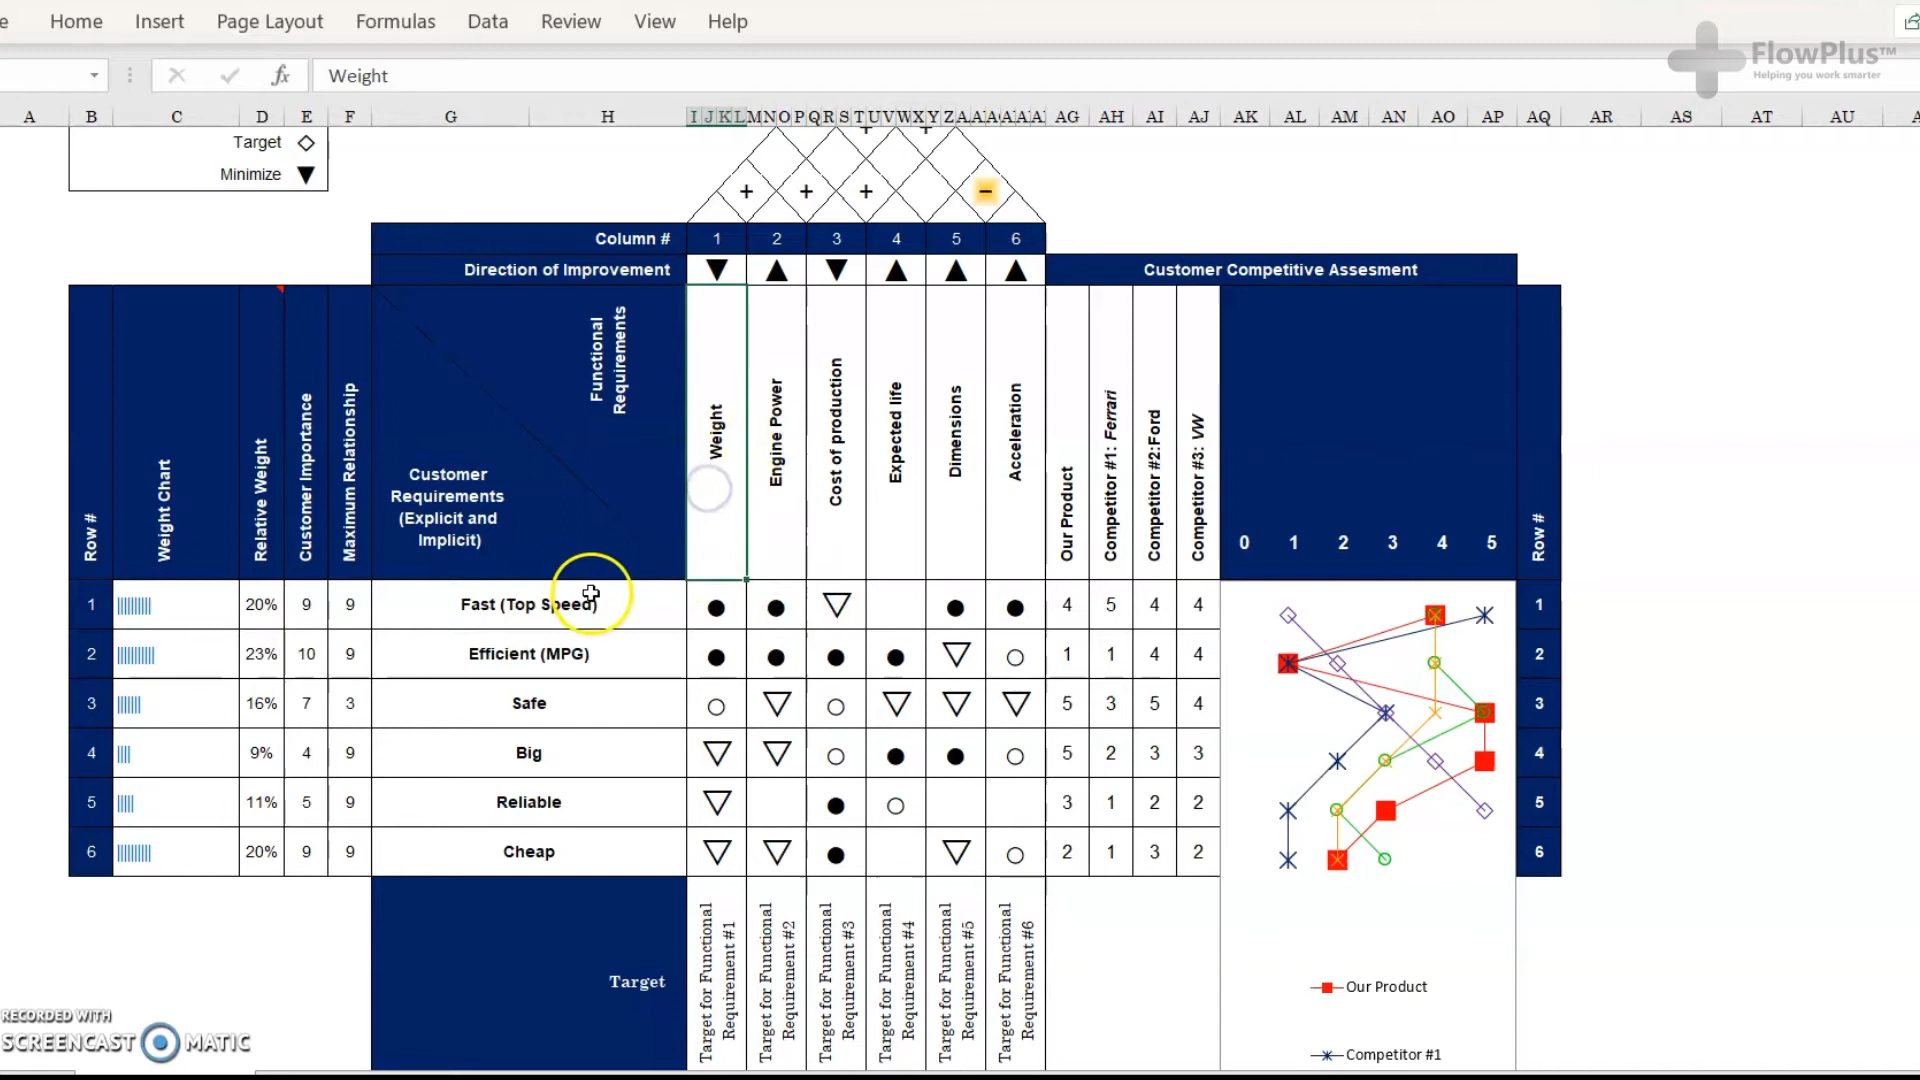 Home Insert Page Layout Formulas Data Review View Help
FlowPlus™
Helping you work smarter
fx Weight
A B C D E F G H I J K L M N O P Q R S T U V W X Y Z AG AH AI AJ AK AL AM AN AO AP AQ AR AS AT AU
Target ◇
Minimize ▼
+ + + −
Column # 1 2 3 4 5 6
Direction of Improvement ▼ ▲ ▼ ▲ ▲ ▲ Customer Competitive Assesment
Row #
Weight Chart
Relative Weight
Customer Importance
Maximum Relationship
Functional
Requirements
Customer
Requirements
(Explicit and
Implicit)
Weight
Engine Power
Cost of production
Expected life
Dimensions
Acceleration
Our Product
Competitor #1: Ferrari
Competitor #2:Ford
Competitor #3: VW
0 1 2 3 4 5
Row #
1 |||||||||| 20% 9 9 Fast (Top Speed) ● ● ▽ ● ● 4 5 4 4 1
2 ||||||||||| 23% 10 9 Efficient (MPG) ● ● ● ● ▽ ○ 1 1 4 4 2
3 ||||||| 16% 7 3 Safe ○ ▽ ○ ▽ ▽ ▽ 5 3 5 4 3
4 |||| 9% 4 9 Big ▽ ▽ ○ ● ● ○ 5 2 3 3 4
5 ||||| 11% 5 9 Reliable ▽ ● ○ 3 1 2 2 5
6 |||||||||| 20% 9 9 Cheap ▽ ▽ ● ▽ ○ 2 1 3 2 6
Target
Target for Functional
Requirement #1
Target for Functional
Requirement #2
Target for Functional
Requirement #3
Target for Functional
Requirement #4
Target for Functional
Requirement #5
Target for Functional
Requirement #6
Our Product
Competitor #1
RECORDED WITH
SCREENCAST MATIC